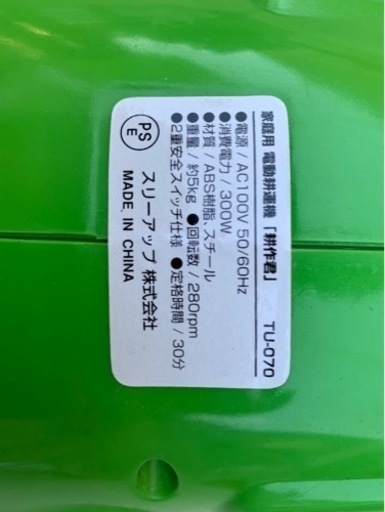 家庭用 電動耕運機「耕作君」 TU-070
●電源 / AC100V 50/60Hz
●消費電力 / 300W
●材質 / ABS樹脂、スチール
●重量 / 約5kg ●回転数 / 280rpm
●2重安全スイッチ仕様 ●定格時間 / 30分
PS
E
スリーアップ 株式会社
MADE IN CHINA